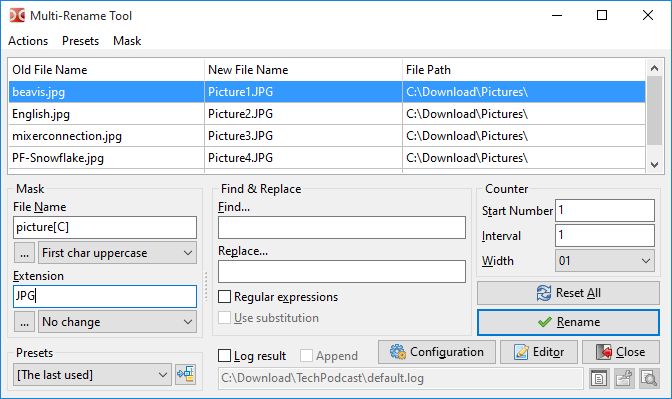 Multi-Rename Tool
Actions Presets Mask
Old File Name New File Name File Path
beavis.jpg Picture1.JPG C:\Download\Pictures\
English.jpg Picture2.JPG C:\Download\Pictures\
mixerconnection.jpg Picture3.JPG C:\Download\Pictures\
PF-Snowflake.jpg Picture4.JPG C:\Download\Pictures\
Mask
File Name
picture[C]
... First char uppercase
Extension
JPG
... No change
Presets
[The last used]
Find & Replace
Find...
Replace...
Regular expressions
Use substitution
Counter
Start Number 1
Interval 1
Width 01
Reset All
Rename
Log result Append Configuration Editor Close
C:\Download\TechPodcast\default.log